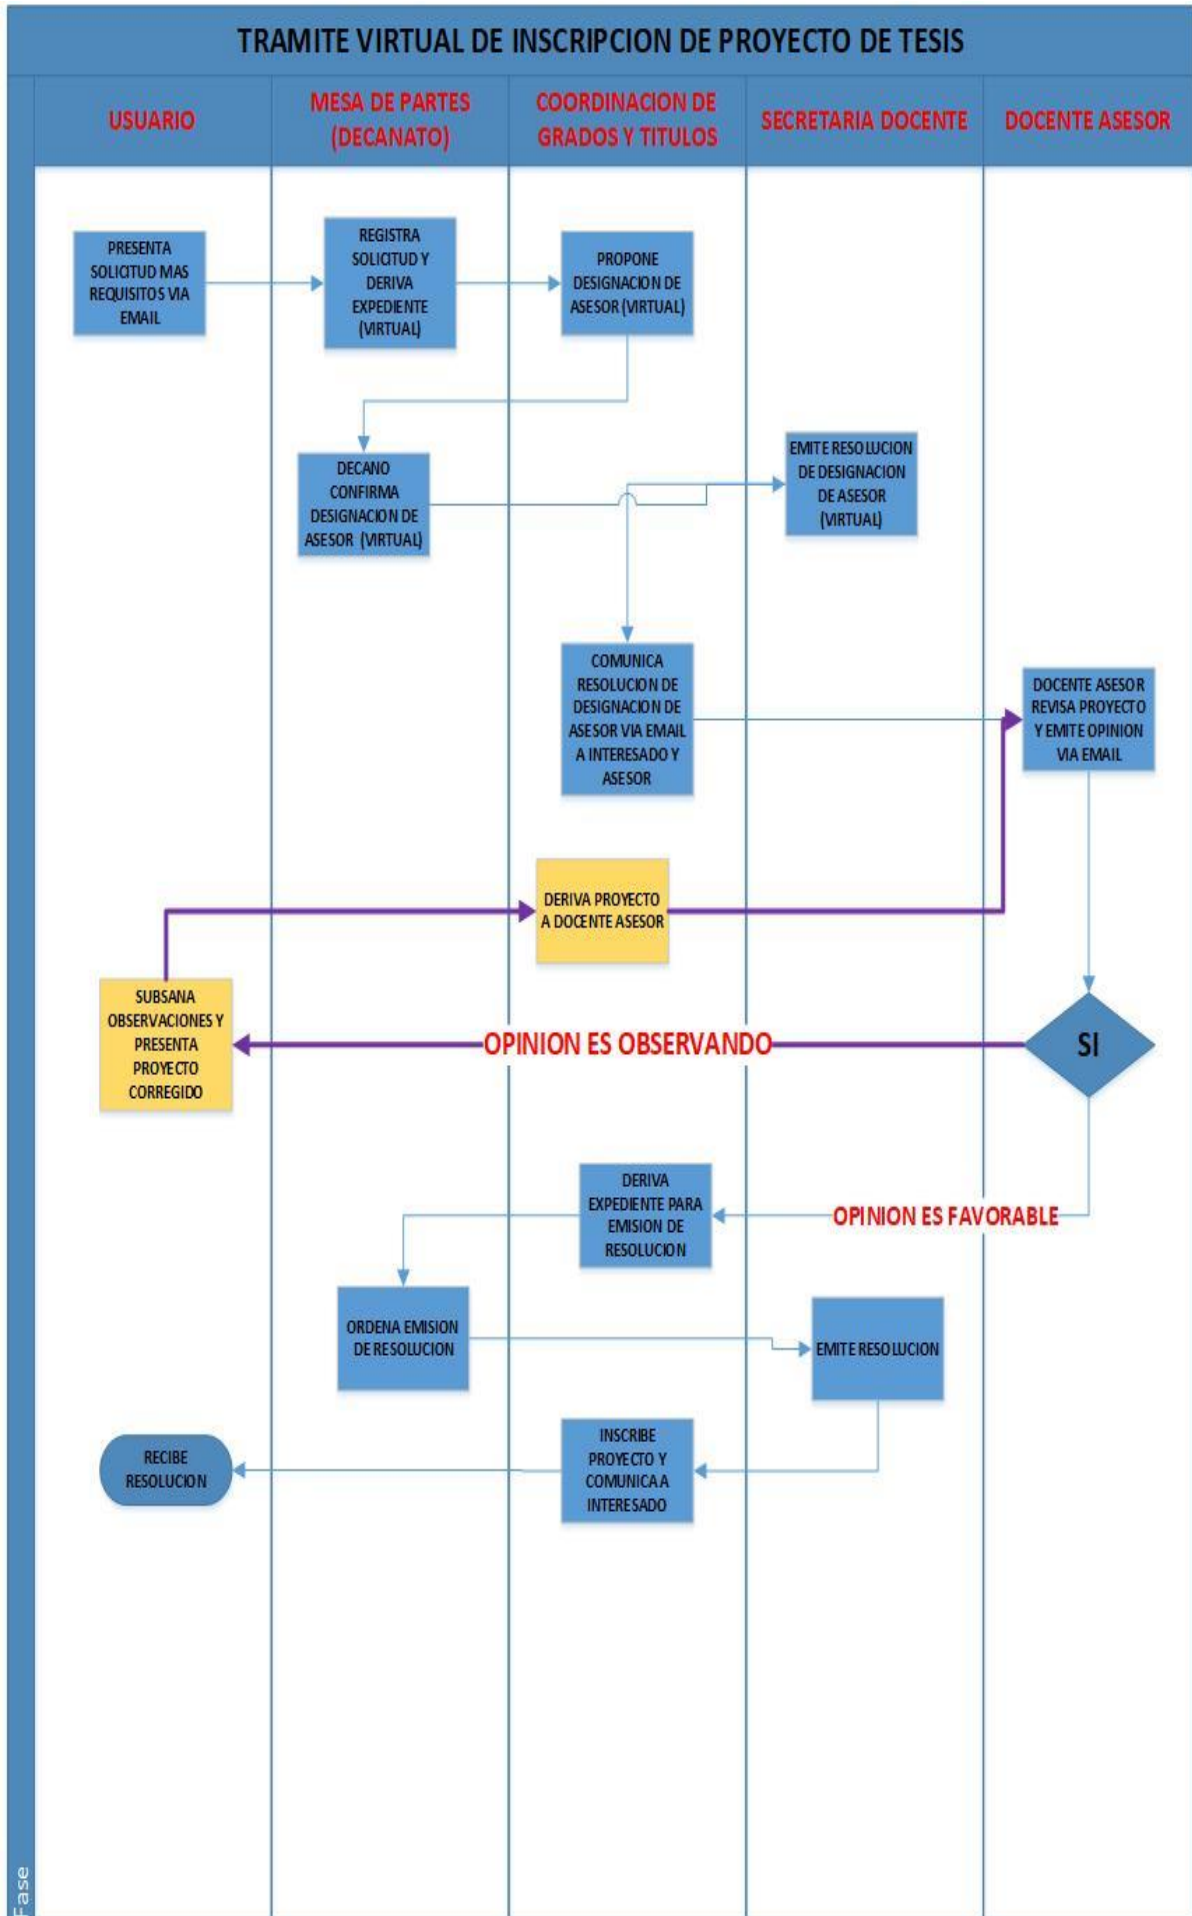 TRAMITE VIRTUAL DE INSCRIPCION DE PROYECTO DE TESIS
USUARIO
MESA DE PARTES
(DECANATO)
COORDINACION DE
GRADOS Y TITULOS
SECRETARIA DOCENTE
DOCENTE ASESOR
PRESENTA
SOLICITUD MAS
REQUISITOS VIA
EMAIL
REGISTRA
SOLICITUD Y
DERIVA
EXPEDIENTE
(VIRTUAL)
PROPONE
DESIGNACION DE
ASESOR (VIRTUAL)
DECANO
CONFIRMA
DESIGNACION DE
ASESOR (VIRTUAL)
EMITE RESOLUCION
DE DESIGNACION
DE ASESOR
(VIRTUAL)
COMUNICA
RESOLUCION DE
DESIGNACION DE
ASESOR VIA EMAIL
A INTERESADO Y
ASESOR
DOCENTE ASESOR
REVISA PROYECTO
Y EMITE OPINION
VIA EMAIL
DERIVA PROYECTO
A DOCENTE ASESOR
SUBSANA
OBSERVACIONES Y
PRESENTA
PROYECTO
CORREGIDO
OPINION ES OBSERVANDO
SI
DERIVA
EXPEDIENTE PARA
EMISION DE
RESOLUCION
OPINION ES FAVORABLE
ORDENA EMISION
DE RESOLUCION
EMITE RESOLUCION
INSCRIBE
PROYECTO Y
COMUNICA A
INTERESADO
RECIBE
RESOLUCION
Fase